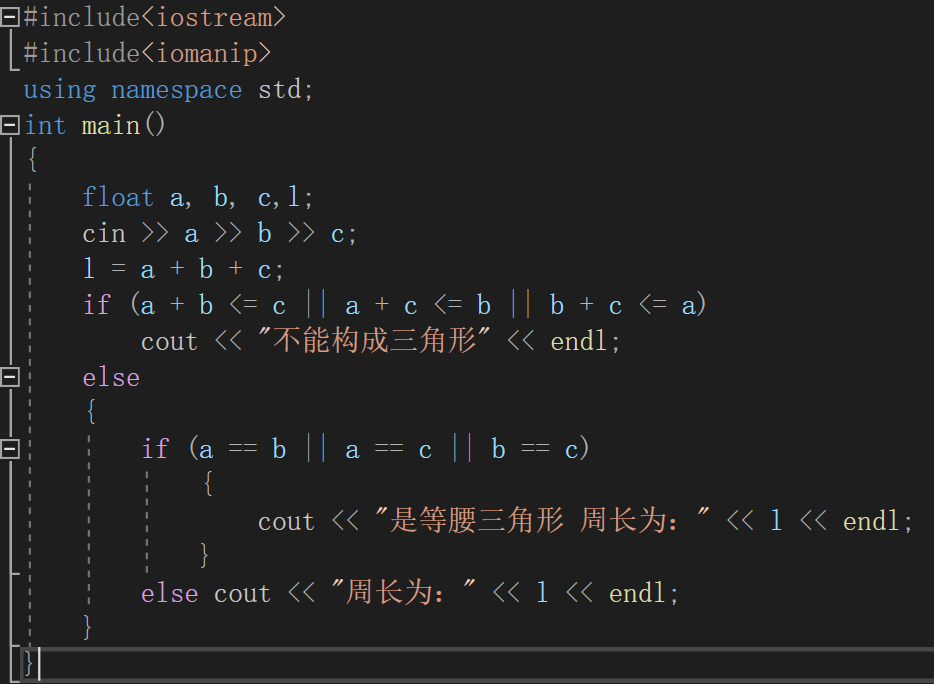 #include<iostream>
#include<iomanip>
using namespace std;
int main()
{
float a, b, c,l;
cin >> a >> b >> c;
l = a + b + c;
if (a + b <= c || a + c <= b || b + c <= a)
cout << "不能构成三角形" << endl;
else
{
if (a == b || a == c || b == c)
{
cout << "是等腰三角形 周长为：" << l << endl;
}
else cout << "周长为：" << l << endl;
}
}